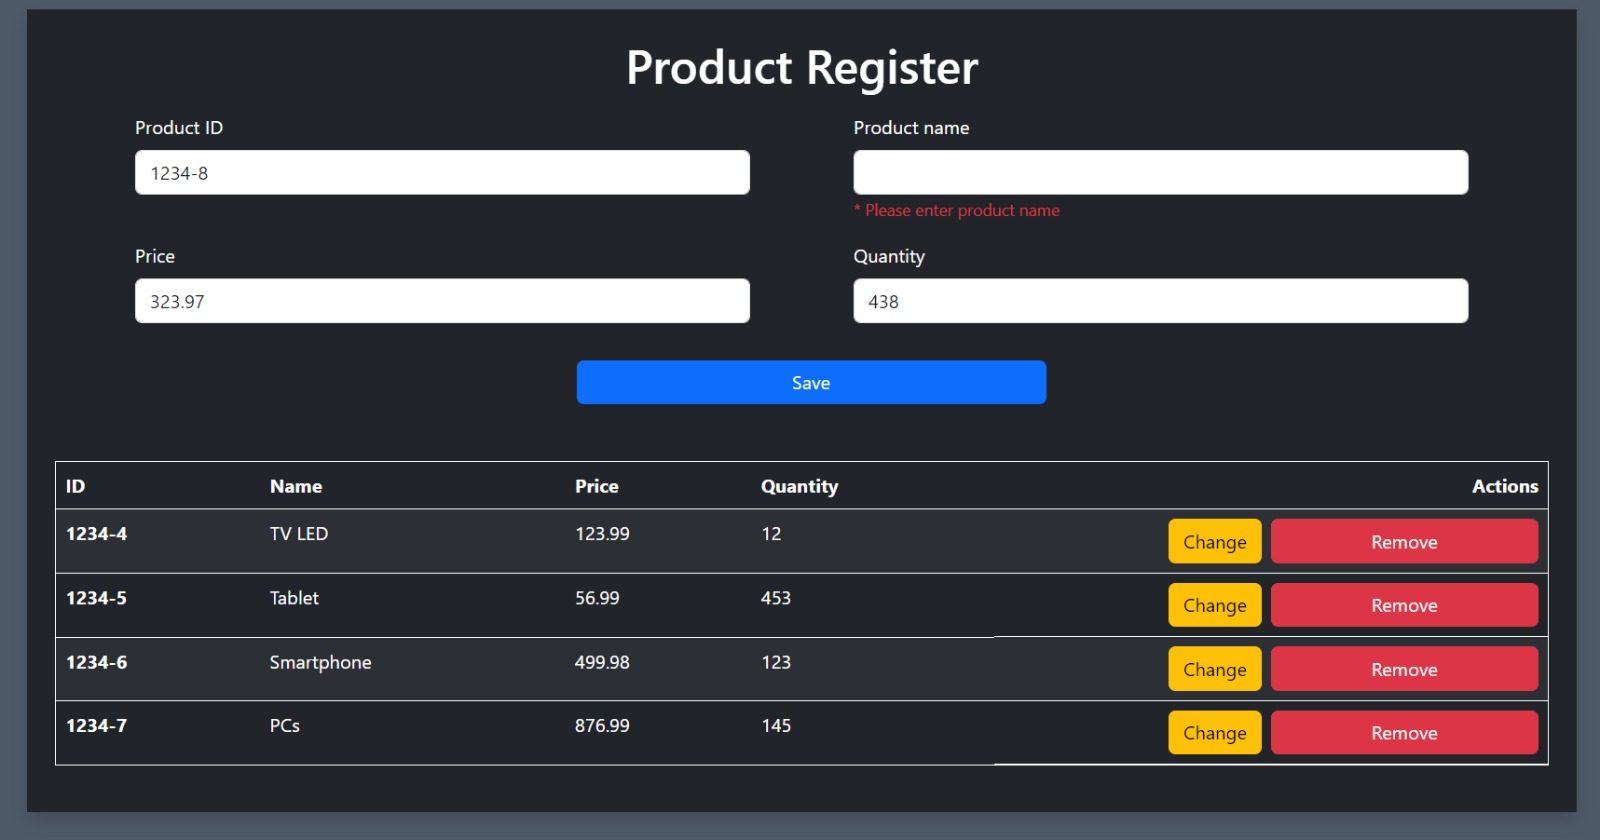 Product Register
Product ID Product name
1234-8
* Please enter product name
Price Quantity
323.97 438
Save
ID Name Price Quantity Actions
1234-4 TV LED 123.99 12 Change Remove
1234-5 Tablet 56.99 453 Change Remove
1234-6 Smartphone 499.98 123 Change Remove
1234-7 PCs 876.99 145 Change Remove